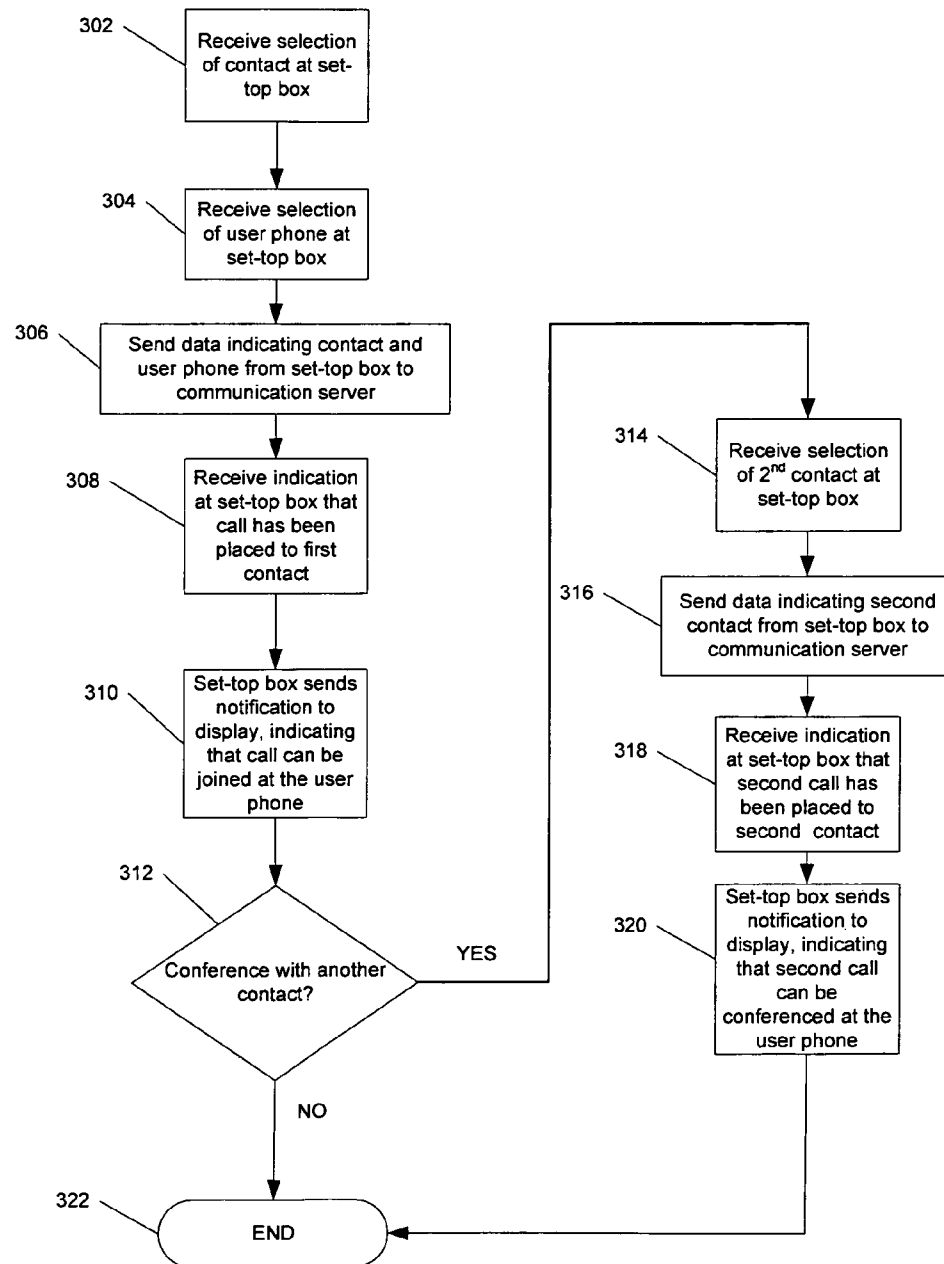 302
Receive selection
of contact at set-
top box
304
Receive selection
of user phone at
set-top box
306
Send data indicating contact and
user phone from set-top box to
communication server
308
Receive indication
at set-top box that
call has been
placed to first
contact
310
Set-top box sends
notification to
display, indicating
that call can be
joined at the user
phone
312
Conference with another
contact?
YES
NO
314
Receive selection
of 2nd contact at
set-top box
316
Send data indicating second
contact from set-top box to
communication server
318
Receive indication
at set-top box that
second call has
been placed to
second contact
320
Set-top box sends
notification to
display, indicating
that second call
can be
conferenced at the
user phone
322
END